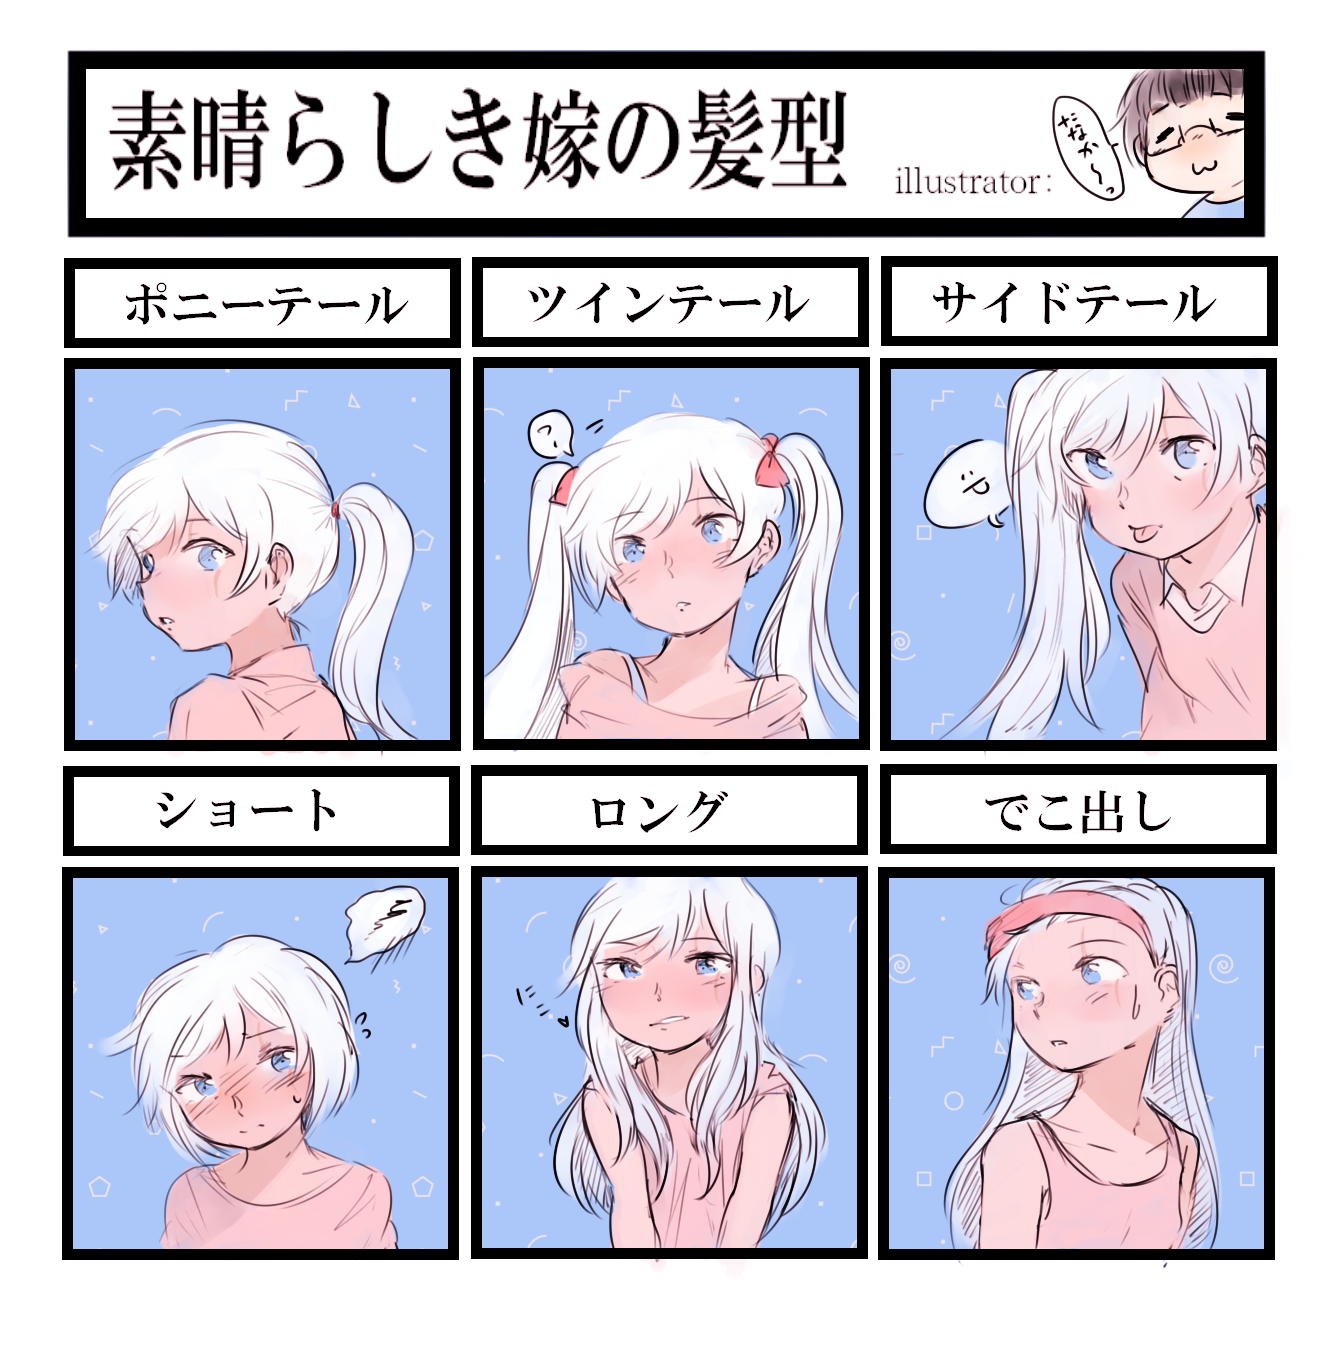 素晴らしき嫁の髪型
illustrator:
たなか～っ
ポニーテール
ツインテール
サイドテール
?
:P
ショート
ロング
でこ出し